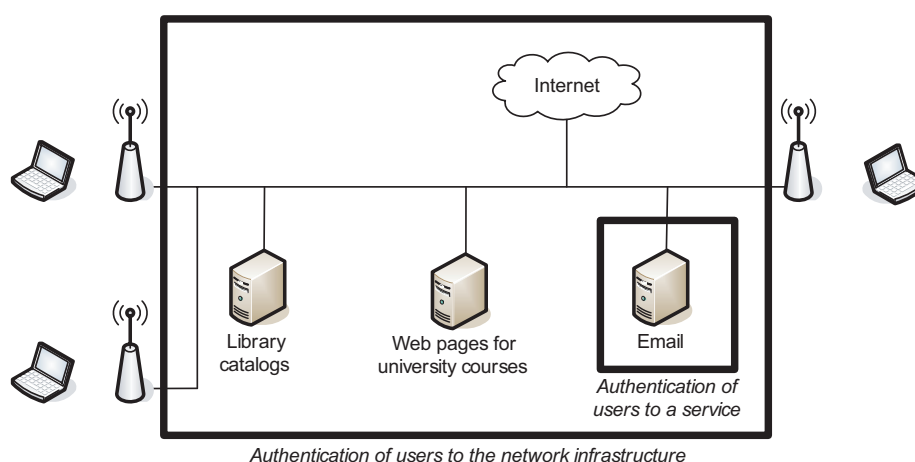 Internet
Library
catalogs
Web pages for
university courses
Email
Authentication of
users to a service
Authentication of users to the network infrastructure